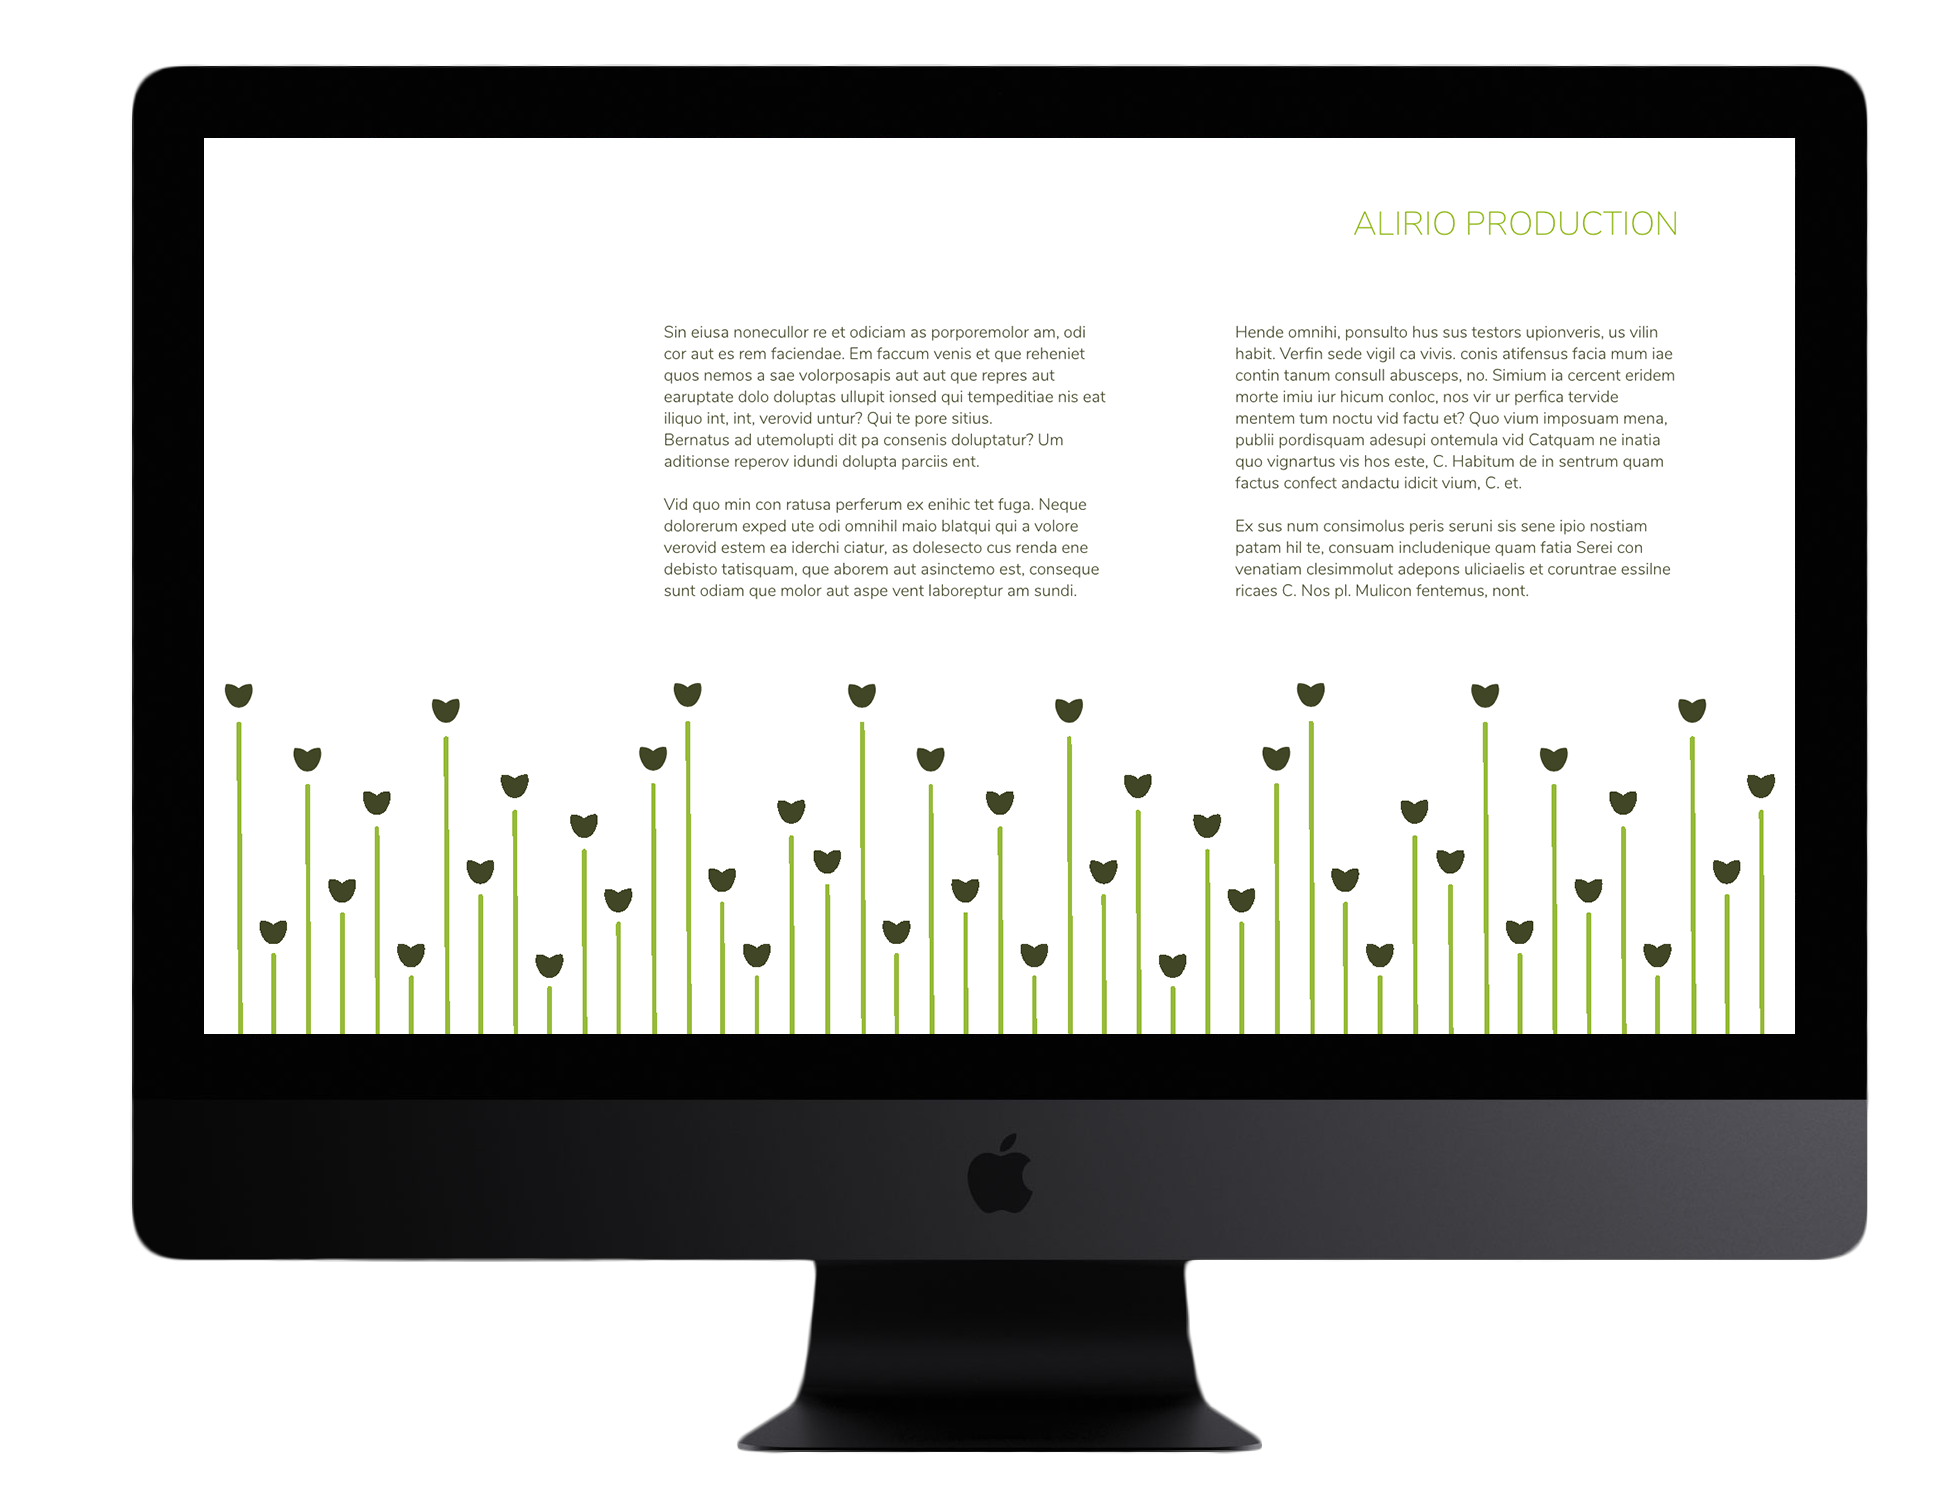 ALIRIO PRODUCTION
Sin eiusa nonecullor re et odiciam as porporemolor am, odi
cor aut es rem faciendae. Em faccum venis et que reheniet
quos nemos a sae volorposapis aut aut que repres aut
earuptate dolo doluptas ullupit ionsed qui tempeditiae nis eat
iliquo int, int, verovid untur? Qui te pore sitius.
Bernatus ad utemolupti dit pa consenis doluptatur? Um
aditionse reperov idundi dolupta parciis ent.
Vid quo min con ratusa perferum ex enihic tet fuga. Neque
dolorerum exped ute odi omnihil maio blatqui qui a volore
verovid estem ea iderchi ciatur, as dolesecto cus renda ene
debisto tatisquam, que aborem aut asinctemo est, conseque
sunt odiam que molor aut aspe vent laboreptur am sundi.
Hende omnihi, ponsulto hus sus testors upionveris, us vilin
habit. Verfin sede vigil ca vivis. conis atifensus facia mum iae
contin tanum consull abusceps, no. Simium ia cercent eridem
morte imiu iur hicum conloc, nos vir ur perfica tervide
mentem tum noctu vid factu et? Quo vium imposuam mena,
publii pordisquam adesupi ontemula vid Catquam ne inatia
quo vignartus vis hos este, C. Habitum de in sentrum quam
factus confect andactu idicit vium, C. et.
Ex sus num consimolus peris seruni sis sene ipio nostiam
patam hil te, consuam includenique quam fatia Serei con
venatiam clesimmolut adepons uliciaelis et coruntrae essilne
ricaes C. Nos pl. Mulicon fentemus, nont.